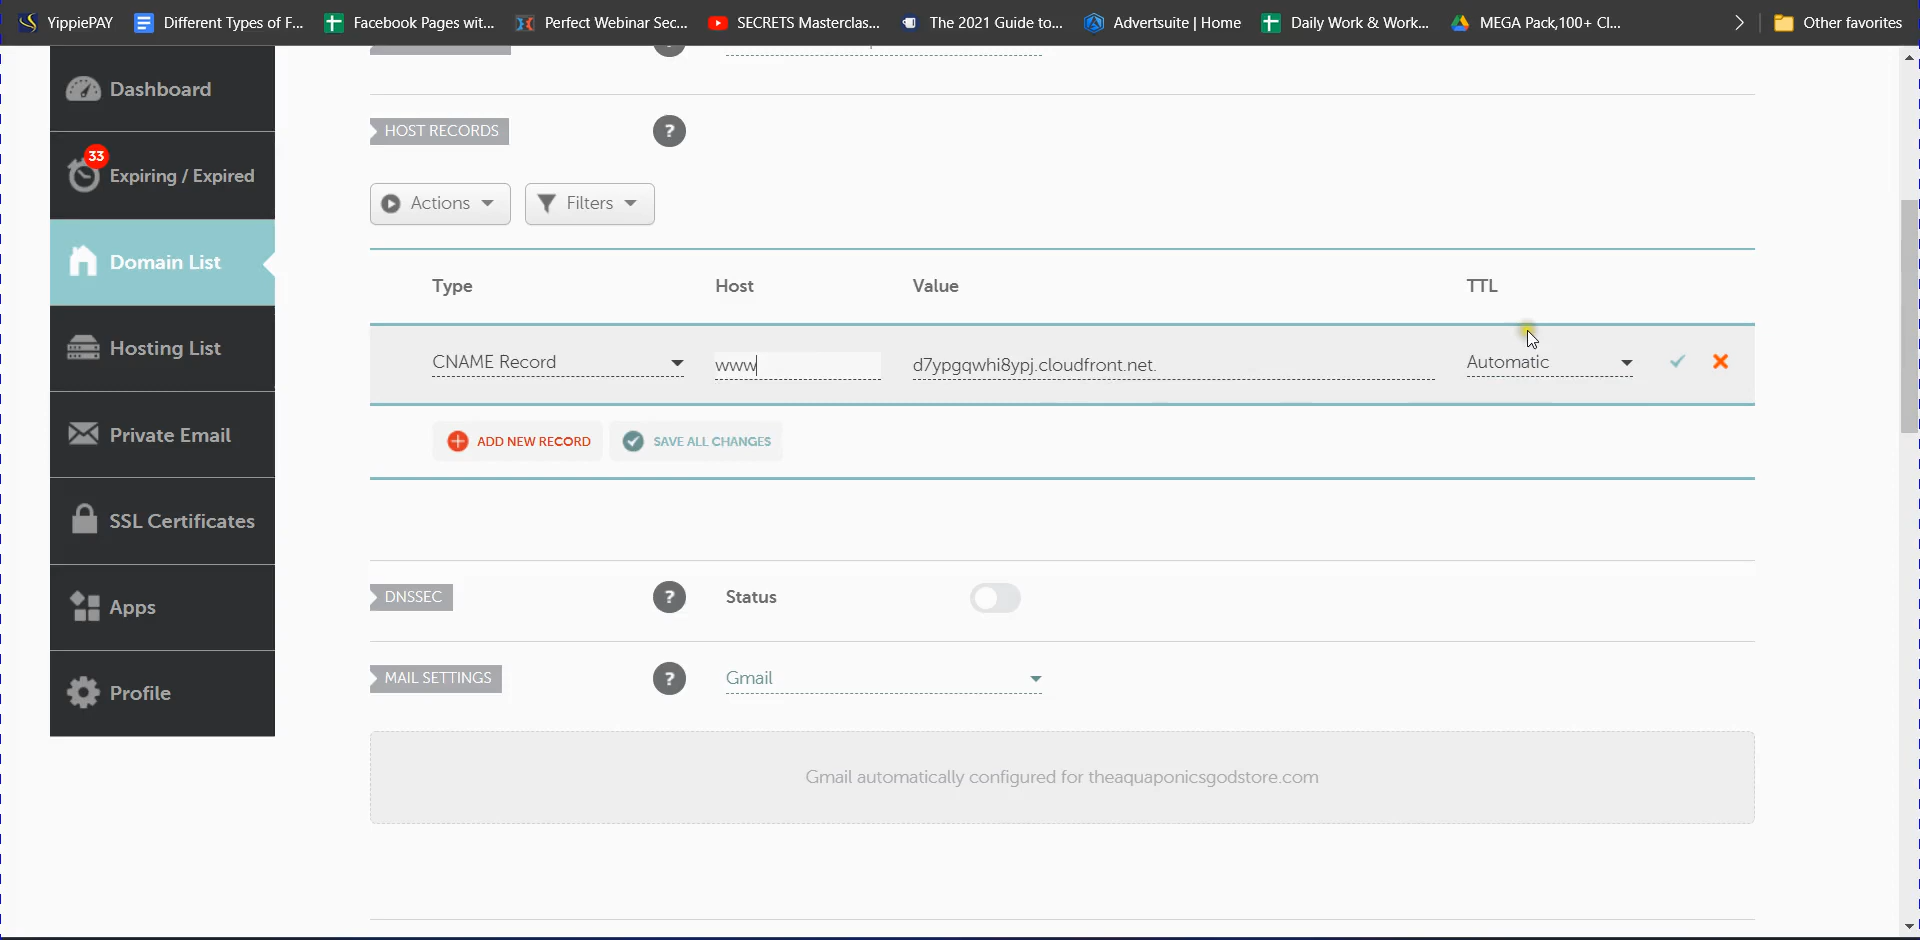 YippiePAY
Different Types of F...
Facebook Pages wit...
Perfect Webinar Sec...
SECRETS Masterclass...
The 2021 Guide to...
Advertsuite | Home
Daily Work & Work...
MEGA Pack,100+ Cl...
Other favorites
Dashboard
33
Expiring / Expired
Domain List
Hosting List
Private Email
SSL Certificates
Apps
Profile
HOST RECORDS
?
Actions
Filters
Type Host Value TTL
CNAME Record www d7ypgqwhi8ypj.cloudfront.net. Automatic
ADD NEW RECORD
SAVE ALL CHANGES
DNSSEC
?
Status
MAIL SETTINGS
?
Gmail
Gmail automatically configured for theaquaponicsgodstore.com